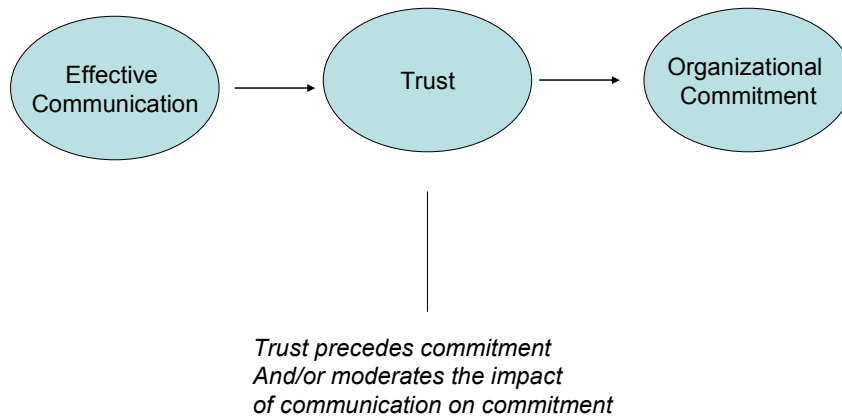 Effective
Communication
Trust
Organizational
Commitment
Trust precedes commitment
And/or moderates the impact
of communication on commitment